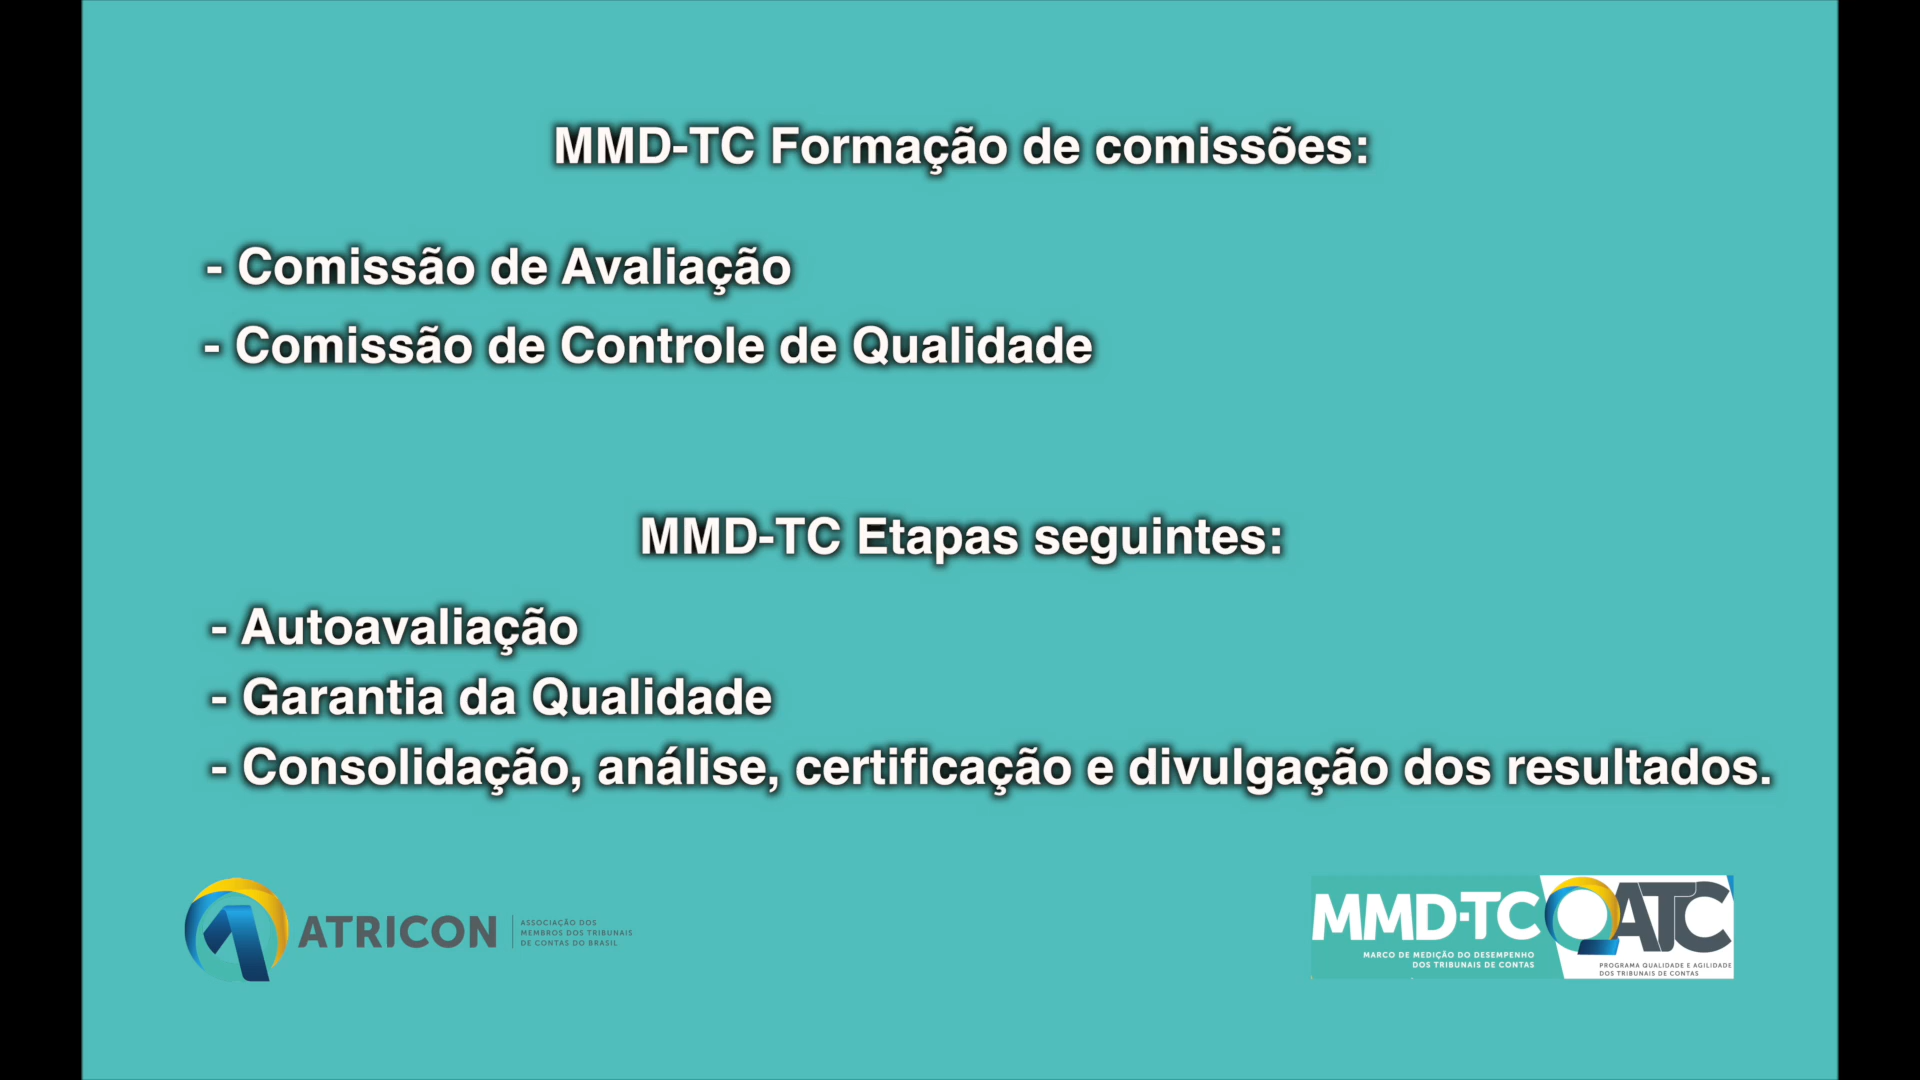 MMD-TC Formação de comissões:
- Comissão de Avaliação
- Comissão de Controle de Qualidade
MMD-TC Etapas seguintes:
- Autoavaliação
- Garantia da Qualidade
- Consolidação, análise, certificação e divulgação dos resultados.
ATRICON
ASSOCIAÇÃO DOS
MEMBROS DOS TRIBUNAIS
DE CONTAS DO BRASIL
MMD-TC
MARCO DE MEDIÇÃO DO DESEMPENHO
DOS TRIBUNAIS DE CONTAS
QATC
PROGRAMA QUALIDADE E AGILIDADE
DOS TRIBUNAIS DE CONTAS